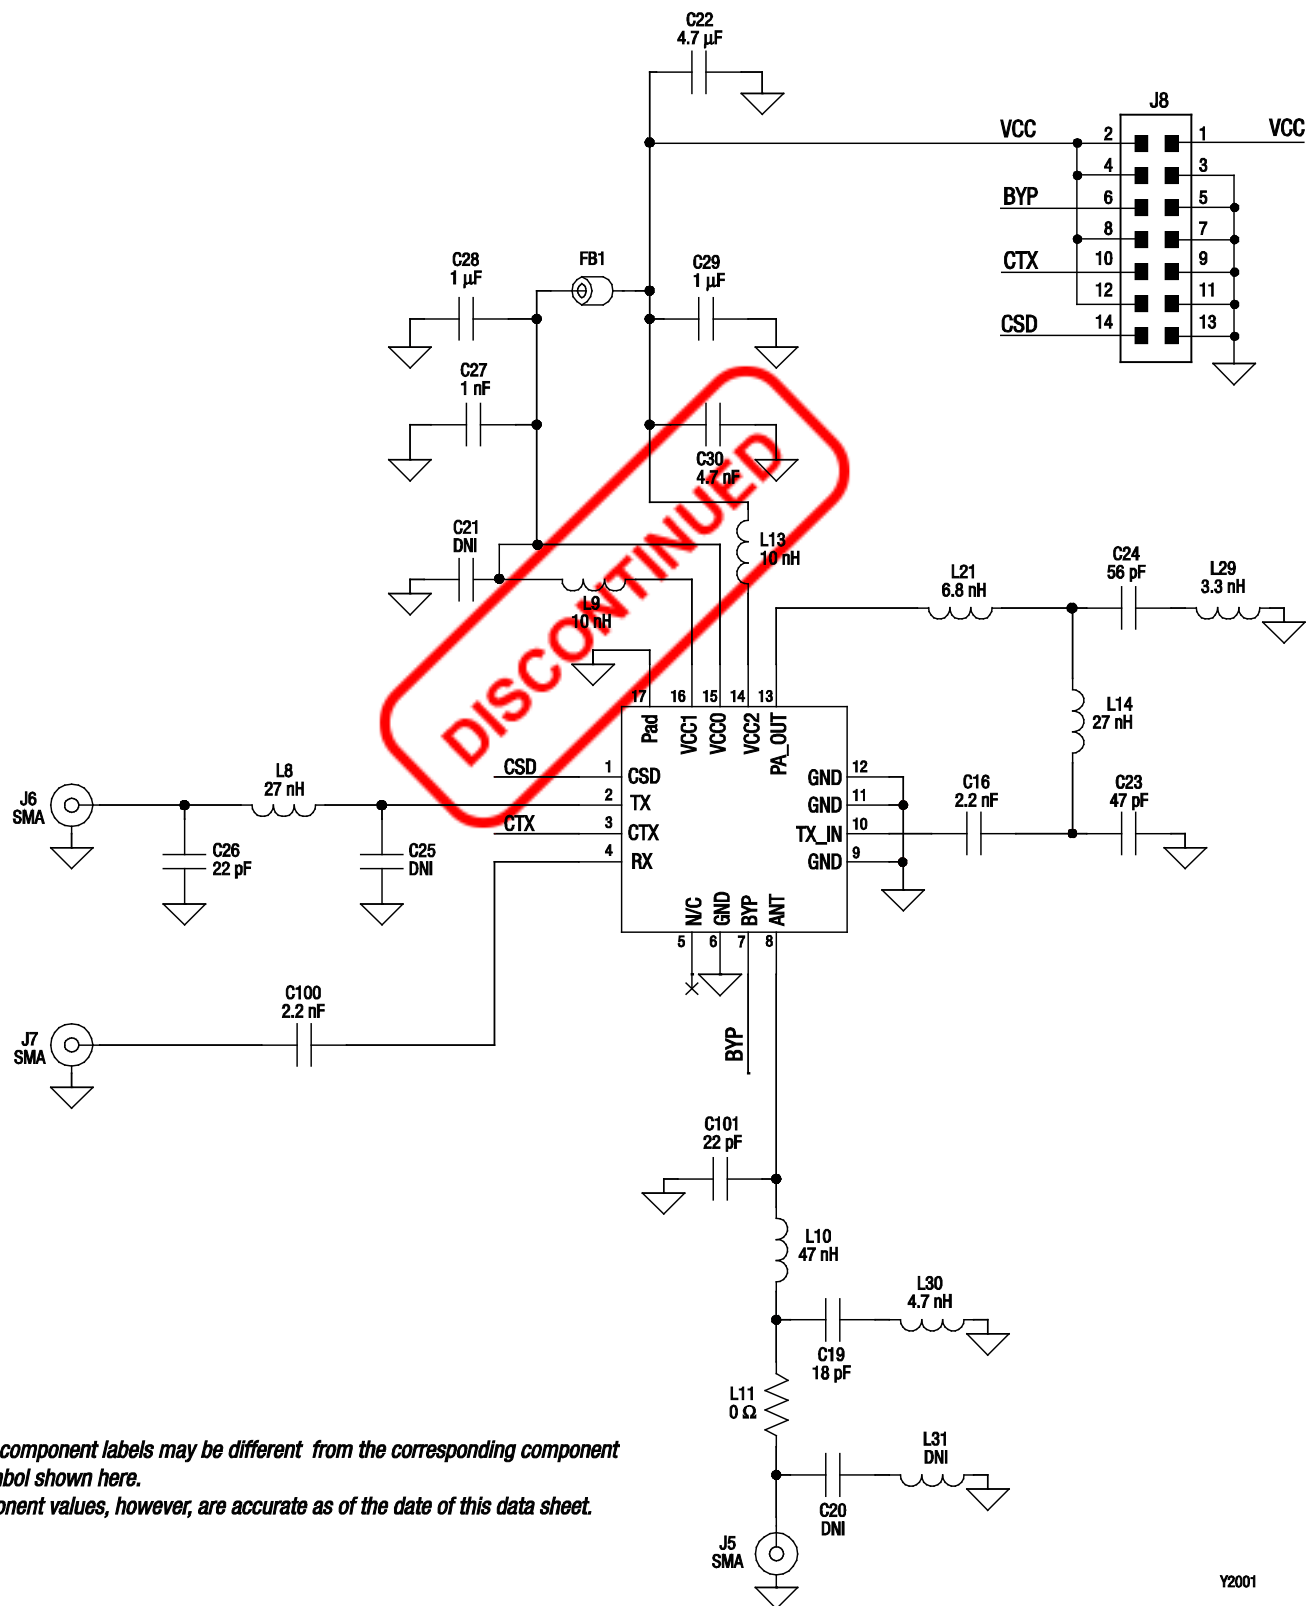 C22
4.7 µF
J8
VCC
2
1
VCC
4
3
BYP
6
5
8
7
CTX
10
9
12
11
CSD
14
13
C28
1 µF
FB1
C29
1 µF
C27
1 nF
C30
4.7 nF
C21
DNI
L13
10 nH
L9
10 nH
DISCONTINUED
L21
6.8 nH
C24
56 pF
L29
3.3 nH
L14
27 nH
17
16
15
14
13
Pad
VCC1
VCC0
VCC2
PA_OUT
CSD
1
CSD
GND
12
2
TX
GND
11
CTX
3
CTX
TX_IN
10
4
RX
GND
9
N/C
GND
BYP
ANT
5
6
7
8
J6
SMA
L8
27 nH
C26
22 pF
C25
DNI
C16
2.2 nF
C23
47 pF
C100
2.2 nF
J7
SMA
BYP
C101
22 pF
L10
47 nH
L30
4.7 nH
C19
18 pF
L11
0 Ω
L31
DNI
C20
DNI
J5
SMA
component labels may be different from the corresponding component
shown here.
values, however, are accurate as of the date of this data sheet.
Y2001